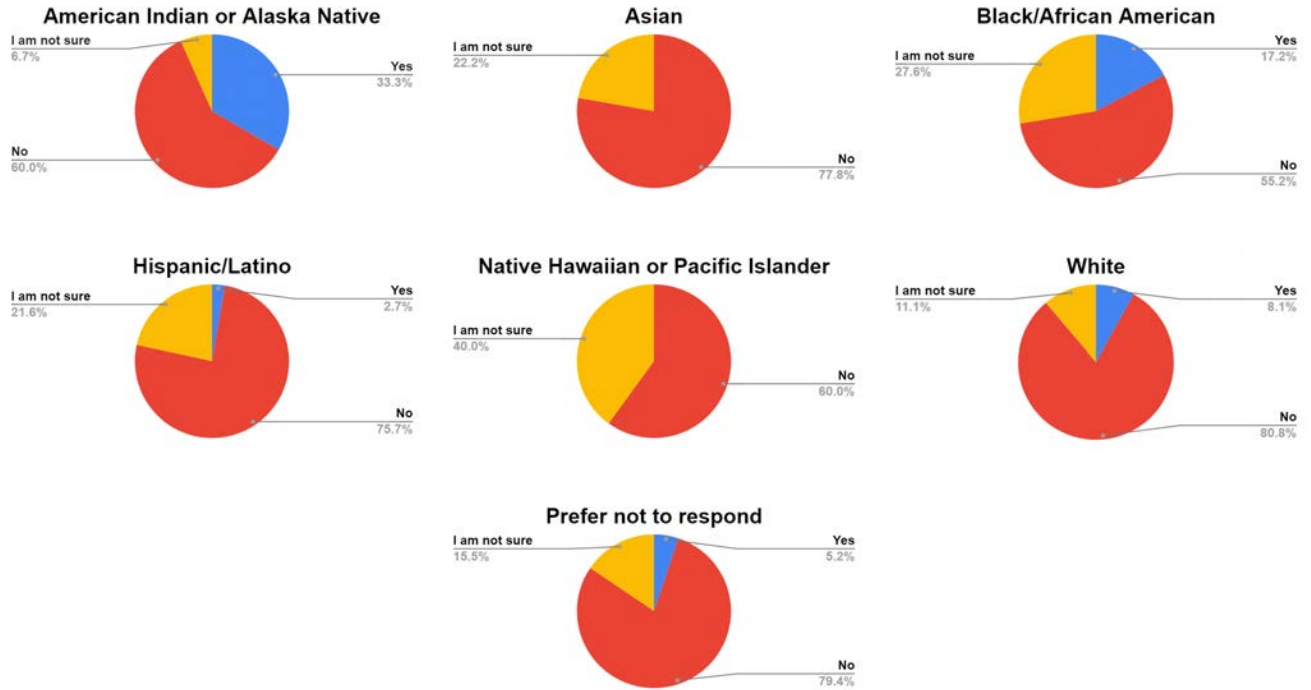 American Indian or Alaska Native
I am not sure
6.7%
Yes
33.3%
No
60.0%
Asian
I am not sure
22.2%
No
77.8%
Black/African American
Yes
17.2%
I am not sure
27.6%
No
55.2%
Hispanic/Latino
I am not sure
21.6%
Yes
2.7%
No
75.7%
Native Hawaiian or Pacific Islander
I am not sure
40.0%
No
60.0%
White
I am not sure
11.1%
Yes
8.1%
No
80.8%
Prefer not to respond
I am not sure
15.5%
Yes
5.2%
No
79.4%